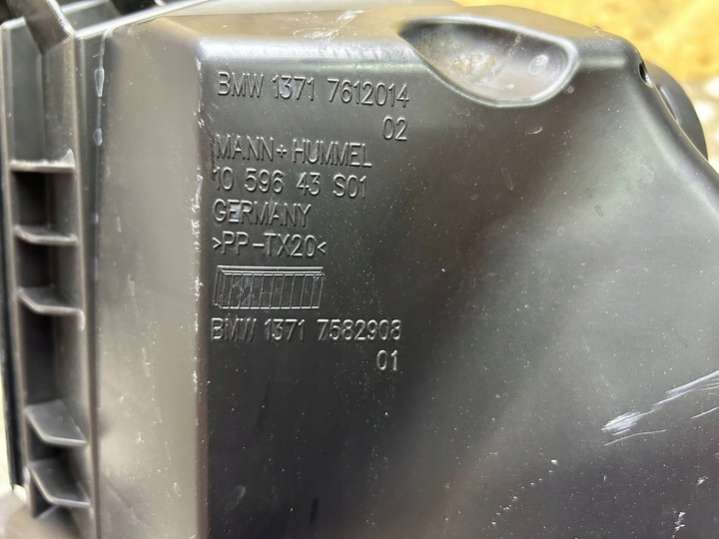 BMW 1371 7612014
02
MANN+HUMMEL
10 596 43 S01
GERMANY
>PP-TX20<
BMW 1371 7582908
01